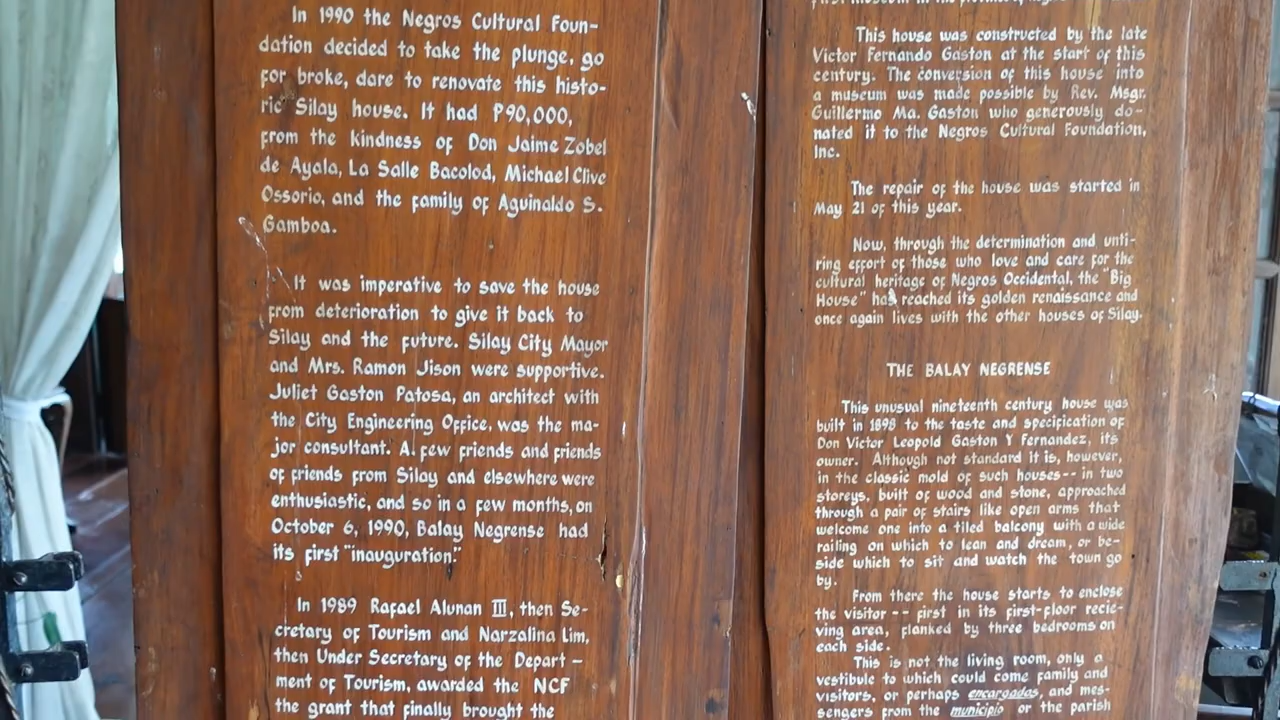 In 1990 the Negros Cultural Foun-
dation decided to take the plunge, go
for broke, dare to renovate this histo-
ric Silay house. It had ₱90,000,
from the kindness of Don Jaime Zobel
de Ayala, La Salle Bacolod, Michael Clive
Ossorio, and the family of Aguinaldo S.
Gamboa.
It was imperative to save the house
from deterioration to give it back to
Silay and the future. Silay City Mayor
and Mrs. Ramon Jison were supportive.
Juliet Gaston Patosa, an architect with
the City Engineering Office, was the ma-
jor consultant. A few friends and friends
of friends from Silay and elsewhere were
enthusiastic, and so in a few months, on
October 6, 1990, Balay Negrense had
its first "inauguration."
In 1989 Rafael Alunan III, then Se-
cretary of Tourism and Narzalina Lim,
then Under Secretary of the Depart-
ment of Tourism, awarded the NCF
the grant that finally brought the
This house was constructed by the late
Victor Fernando Gaston at the start of this
century. The conversion of this house into
a museum was made possible by Rev. Msgr.
Guillermo Ma. Gaston who generously do-
nated it to the Negros Cultural Foundation,
Inc.
The repair of the house was started in
May 21 of this year.
Now, through the determination and unti-
ring effort of those who love and care for the
cultural heritage of Negros Occidental, the "Big
House" has reached its golden renaissance and
once again lives with the other houses of Silay.
THE BALAY NEGRENSE
This unusual nineteenth century house was
built in 1898 to the taste and specification of
Don Victor Leopold Gaston Y Fernandez, its
owner. Although not standard it is, however,
in the classic mold of such houses -- in two
storeys, built of wood and stone, approached
through a pair of stairs like open arms that
welcome one into a tiled balcony with a wide
railing on which to lean and dream, or be-
side which to sit and watch the town go
by.
From there the house starts to enclose
the visitor -- first in its first-floor recie-
ving area, flanked by three bedrooms on
each side.
This is not the living room, only a
vestibule to which could come family and
visitors, or perhaps encargados, and mes-
sengers from the municipio or the parish